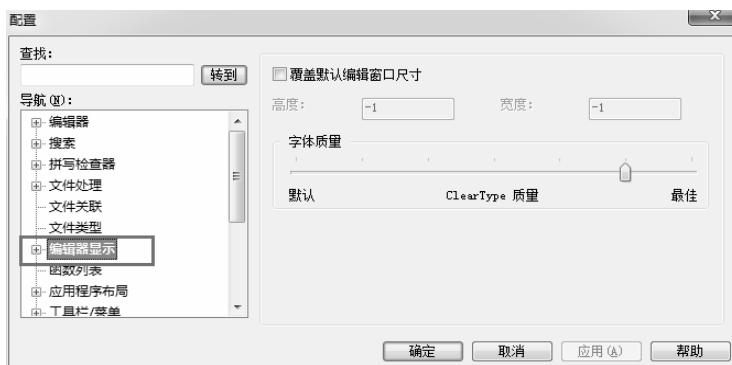 配置
查找:
转到
导航(N):
编辑器
搜索
拼写检查器
文件处理
文件关联
文件类型
编辑器显示
函数列表
应用程序布局
工具栏/菜单
覆盖默认编辑窗口尺寸
高度: -1 宽度: -1
字体质量
默认 ClearType 质量 最佳
确定 取消 应用(A) 帮助